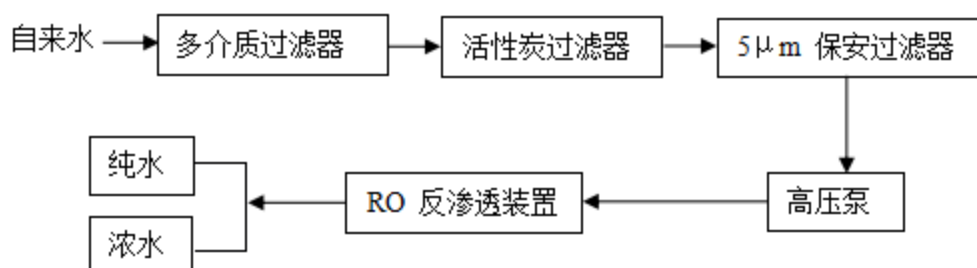 自来水
多介质过滤器
活性炭过滤器
5μm 保安过滤器
高压泵
RO 反渗透装置
纯水
浓水